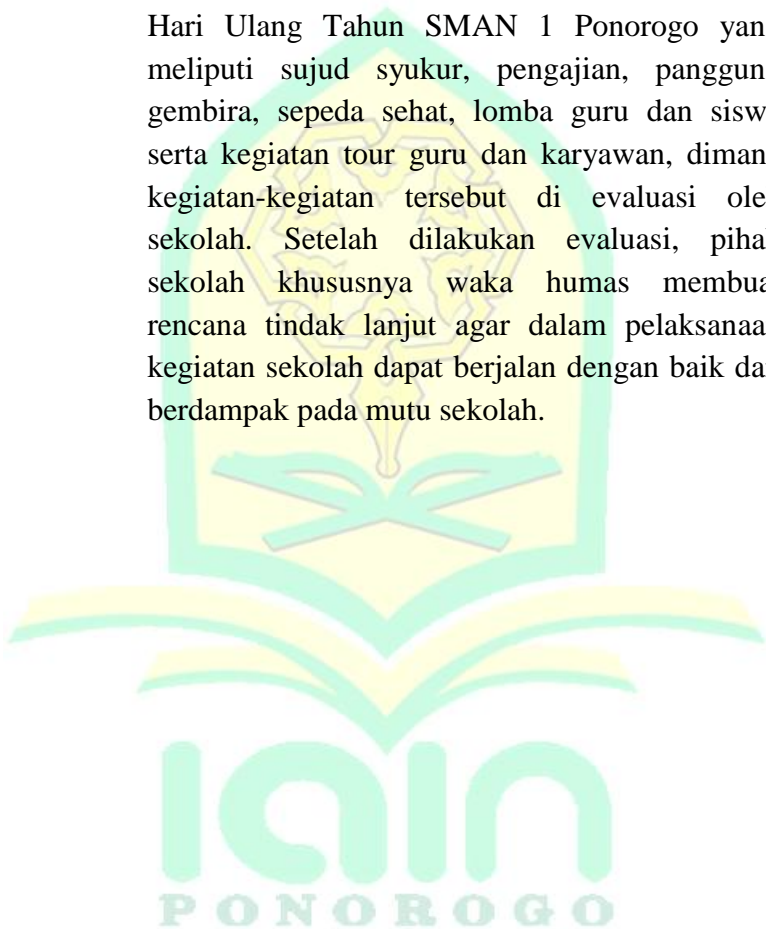 Hari Ulang Tahun SMAN 1 Ponorogo yan
meliputi sujud syukur, pengajian, panggun
gembira, sepeda sehat, lomba guru dan sisw
serta kegiatan tour guru dan karyawan, diman
kegiatan-kegiatan tersebut di evaluasi ole
sekolah. Setelah dilakukan evaluasi, piha
sekolah khususnya waka humas membua
rencana tindak lanjut agar dalam pelaksanaa
kegiatan sekolah dapat berjalan dengan baik da
berdampak pada mutu sekolah.
iain
PONOROGO